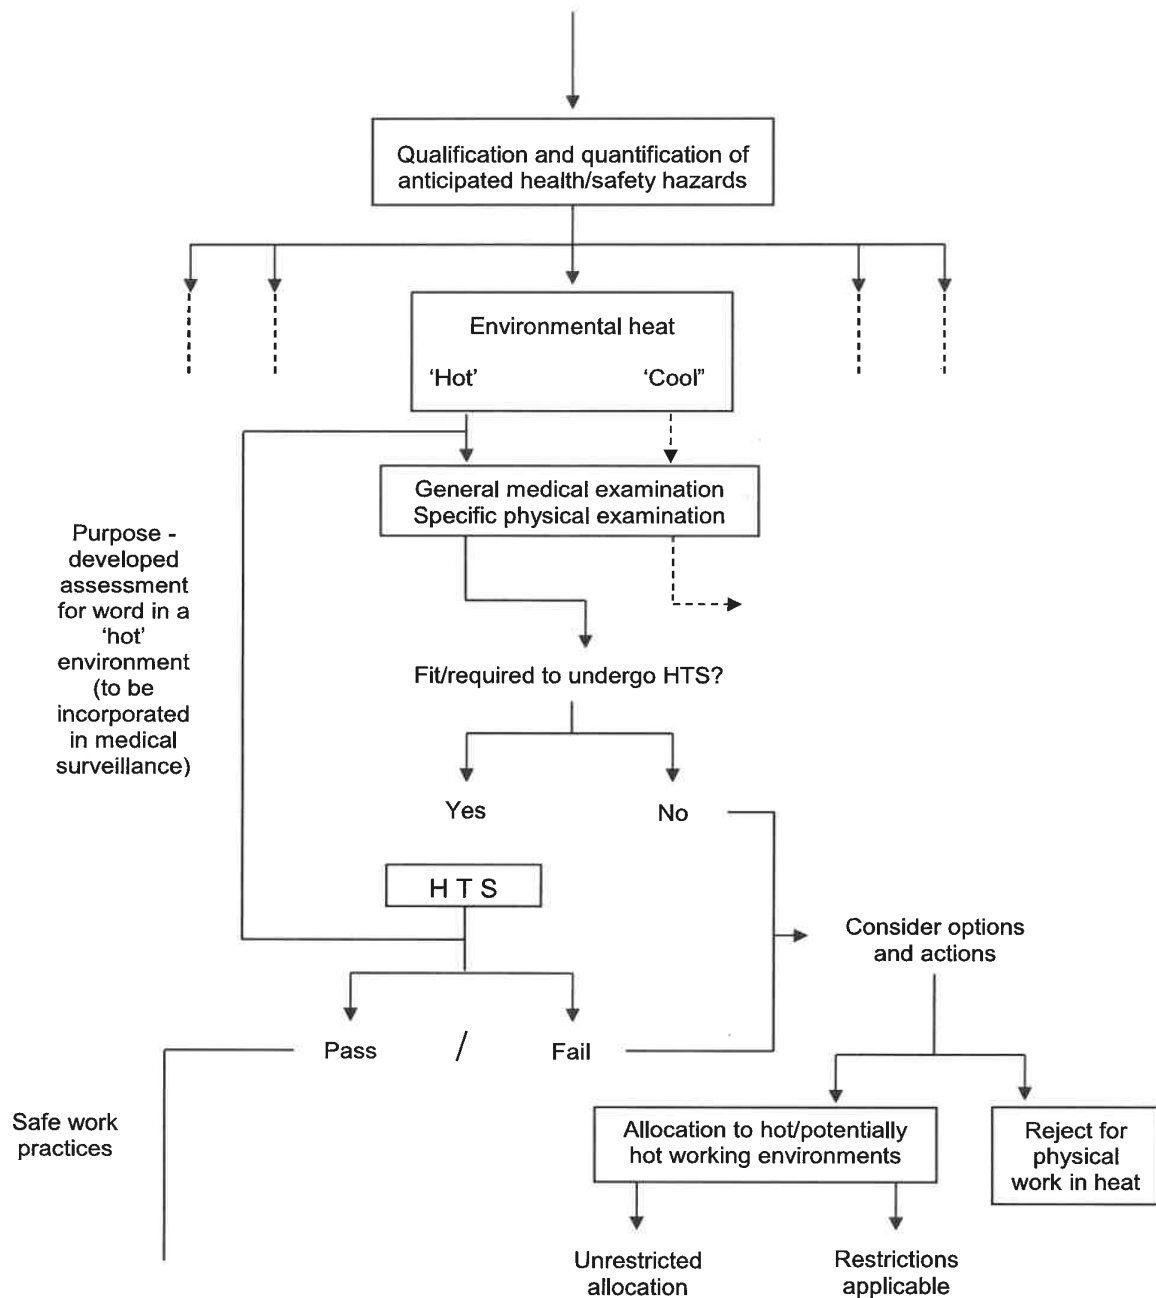 Qualification and quantification of
anticipated health/safety hazards
Environmental heat
‘Hot’ ‘Cool”
General medical examination
Specific physical examination
Purpose -
developed
assessment
for word in a
‘hot’
environment
(to be
incorporated
in medical
surveillance)
Fit/required to undergo HTS?
Yes No
H T S
Consider options
and actions
Pass / Fail
Safe work
practices
Allocation to hot/potentially
hot working environments
Reject for
physical
work in heat
Unrestricted
allocation
Restrictions
applicable